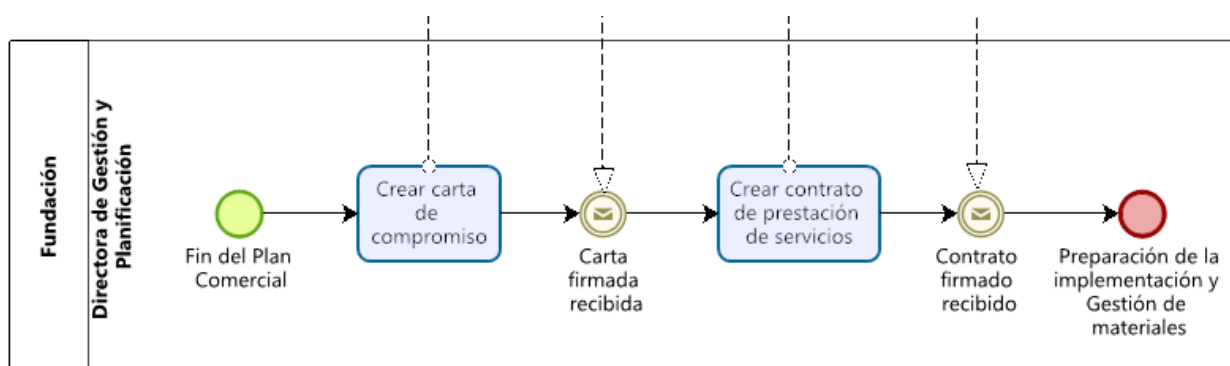 Fundación
Directora de Gestión y
Planificación
Fin del Plan
Comercial
Crear carta
de
compromiso
Carta
firmada
recibida
Crear contrato
de prestación
de servicios
Contrato
firmado
recibido
Preparación de la
implementación y
Gestión de
materiales